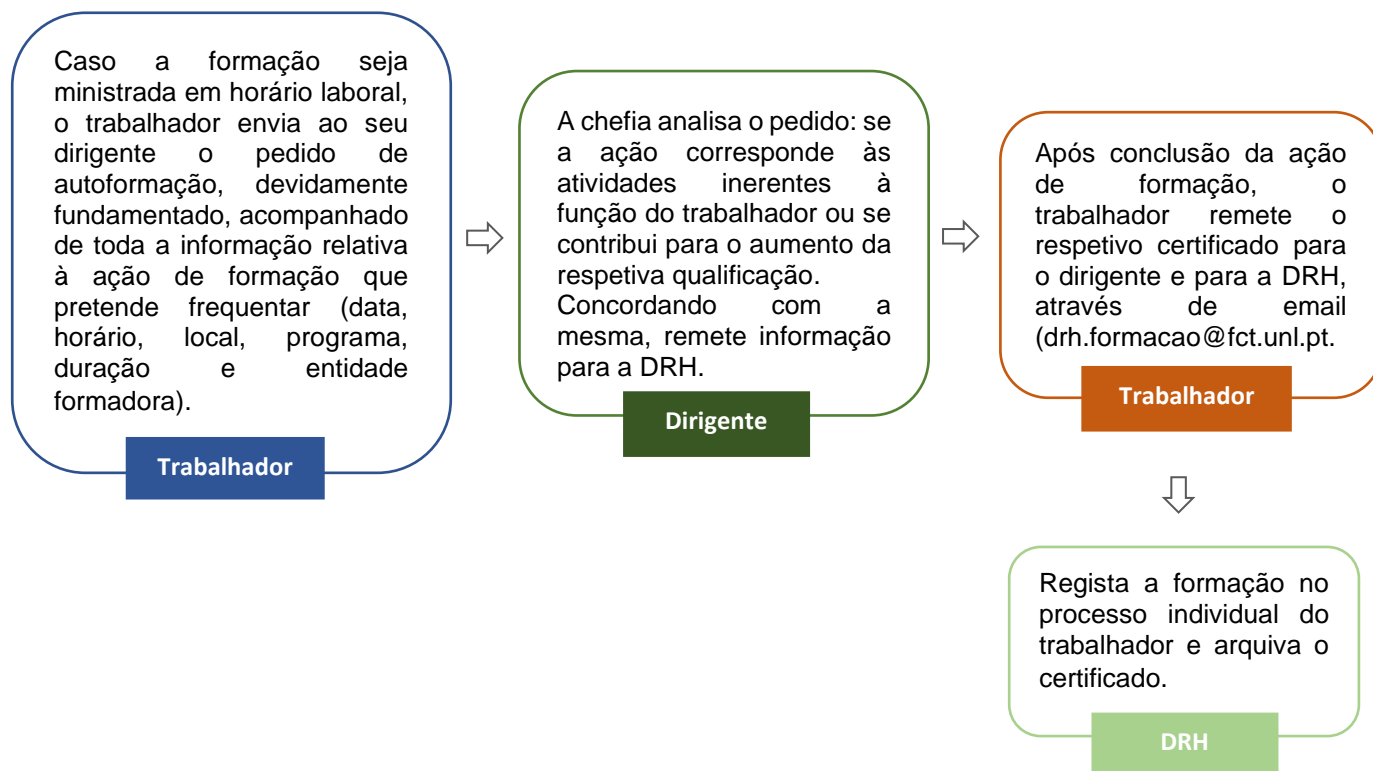 Caso a formação seja
ministrada em horário laboral,
o trabalhador envia ao seu
dirigente o pedido de
autoformação, devidamente
fundamentado, acompanhado
de toda a informação relativa
à ação de formação que
pretende frequentar (data,
horário, local, programa,
duração e entidade
formadora).
Trabalhador
A chefia analisa o pedido: se
a ação corresponde às
atividades inerentes à
função do trabalhador ou se
contribui para o aumento da
respetiva qualificação.
Concordando com a
mesma, remete informação
para a DRH.
Dirigente
Após conclusão da ação
de formação, o
trabalhador remete o
respetivo certificado para
o dirigente e para a DRH,
através de email
(drh.formacao@fct.unl.pt.
Trabalhador
Regista a formação no
processo individual do
trabalhador e arquiva o
certificado.
DRH